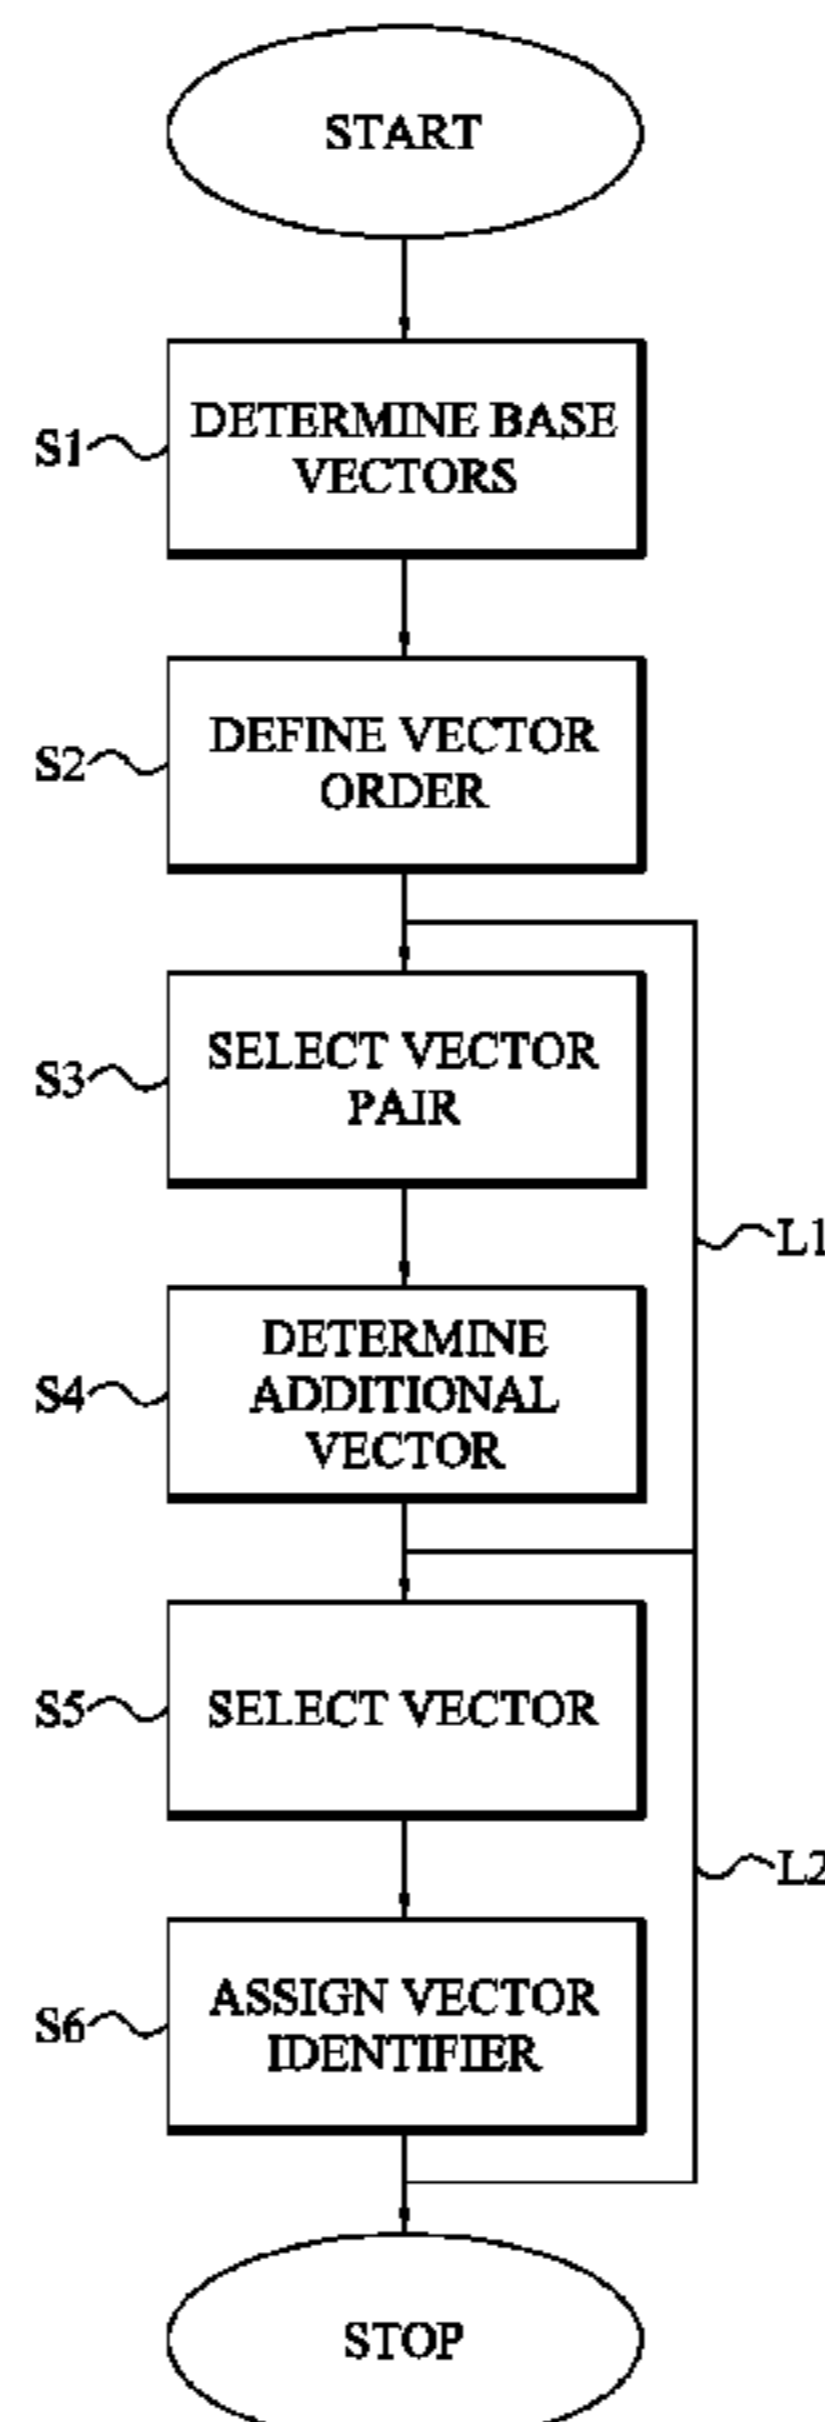 START
S1
DETERMINE BASE
VECTORS
S2
DEFINE VECTOR
ORDER
S3
SELECT VECTOR
PAIR
L1
S4
DETERMINE
ADDITIONAL
VECTOR
S5
SELECT VECTOR
L2
S6
ASSIGN VECTOR
IDENTIFIER
STOP